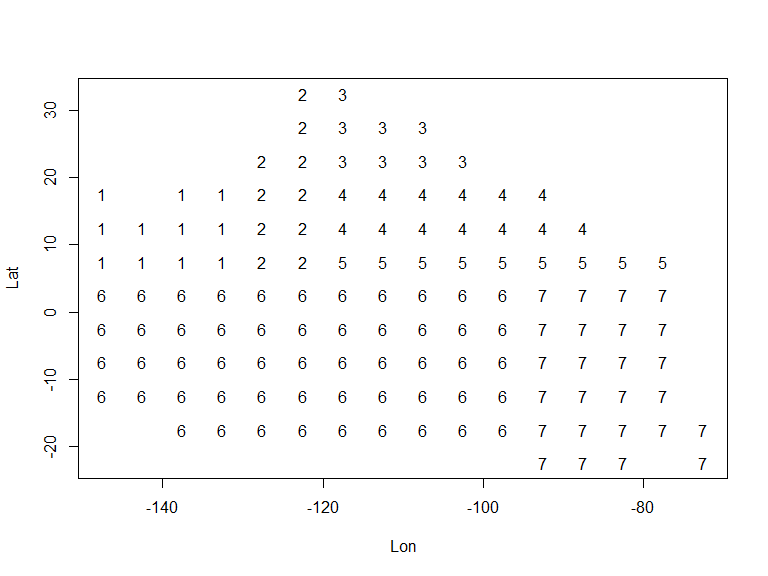 2 3
30
2 3 3 3
2 2 3 3 3 3
20
1 1 1 2 2 4 4 4 4 4 4
1 1 1 1 2 2 4 4 4 4 4 4 4
10
1 1 1 1 2 2 5 5 5 5 5 5 5 5 5
Lat
6 6 6 6 6 6 6 6 6 6 6 7 7 7 7
0
6 6 6 6 6 6 6 6 6 6 6 7 7 7 7
6 6 6 6 6 6 6 6 6 6 6 7 7 7 7
-10
6 6 6 6 6 6 6 6 6 6 6 7 7 7 7
6 6 6 6 6 6 6 6 6 7 7 7 7 7
-20
7 7 7 7
-140 -120 -100 -80
Lon